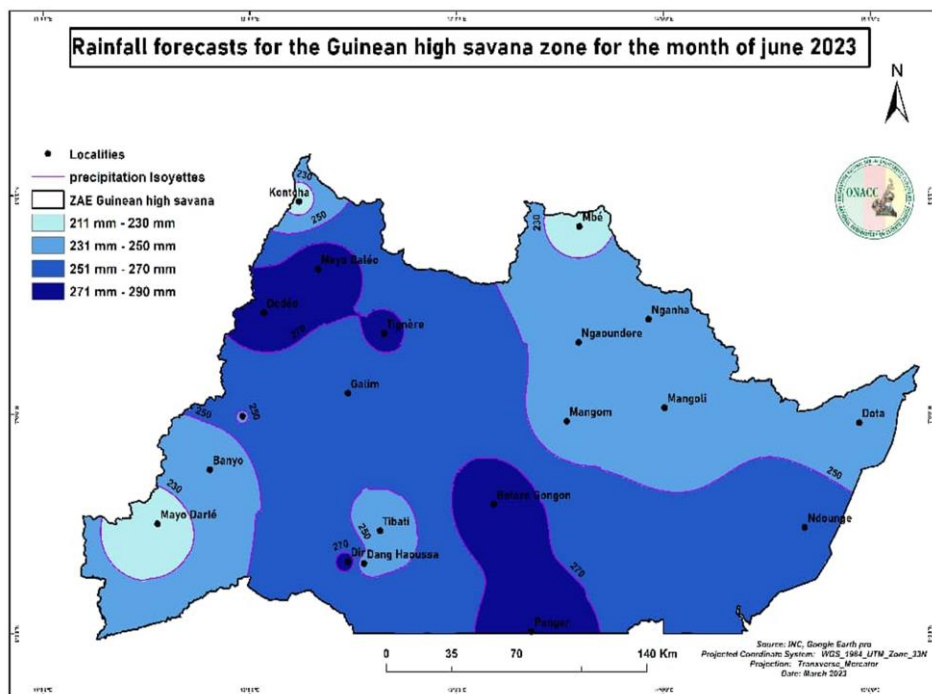 Rainfall forecasts for the Guinean high savana zone for the month of june 2023
N
Localities
precipitation Isoyettes
ZAE Guinean high savana
211 mm - 230 mm
231 mm - 250 mm
251 mm - 270 mm
271 mm - 290 mm
ONACC
230
Kontcha
250
230
Mbé
Mayo Baléo
Dodéo
270
Tignère
Nganha
Ngaoundere
Galim
Mangoli
250
250
Mangom
Dota
Banyo
250
230
Mayo Darlé
Betare Gongon
Tibati
250
Ndounge
270
Dir
Dang Haoussa
270
Pangar
0
35
70
140 Km
Source: INC, Google Earth pro
Projected Coordinate System: WGS_1984_UTM_Zone_33N
Projection: Transverse_Mercator
Date: March 2023